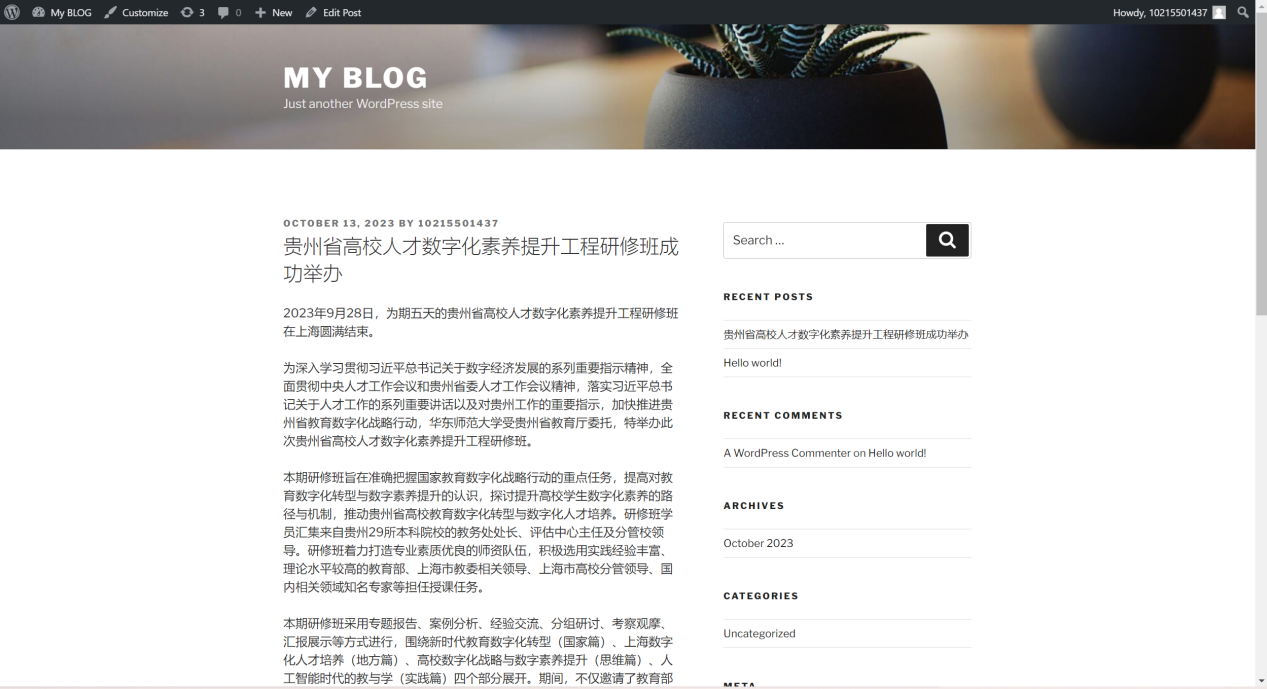 My BLOG Customize 3 0 New Edit Post Howdy, 10215501437
MY BLOG
Just another WordPress site
OCTOBER 13, 2023 BY 10215501437
贵州省高校人才数字化素养提升工程研修班成
功举办
2023年9月28日，为期五天的贵州省高校人才数字化素养提升工程研修班
在上海圆满结束。
为深入学习贯彻习近平总书记关于数字经济发展的系列重要指示精神，全
面贯彻中央人才工作会议和贵州省委人才工作会议精神，落实习近平总书
记关于人才工作的系列重要讲话以及对贵州工作的重要指示，加快推进贵
州省教育数字化战略行动，华东师范大学受贵州省教育厅委托，特举办此
次贵州省高校人才数字化素养提升工程研修班。
本期研修班旨在准确把握国家教育数字化战略行动的重点任务，提高对教
育数字化转型与数字素养提升的认识，探讨提升高校学生数字化素养的路
径与机制，推动贵州省高校教育数字化转型与数字化人才培养。研修班学
员汇集来自贵州29所本科院校的教务处处长、评估中心主任及分管校领
导。研修班着力打造专业素质优良的师资队伍，积极选用实践经验丰富、
理论水平较高的教育部、上海市教委相关领导、上海市高校分管领导、国
内相关领域知名专家等担任授课任务。
本期研修班采用专题报告、案例分析、经验交流、分组研讨、考察观摩、
汇报展示等方式进行，围绕新时代教育数字化转型（国家篇）、上海数字
化人才培养（地方篇）、高校数字化战略与数字素养提升（思维篇）、人
工智能时代的教与学（实践篇）四个部分展开。期间，不仅邀请了教育部
Search ...
RECENT POSTS
贵州省高校人才数字化素养提升工程研修班成功举办
Hello world!
RECENT COMMENTS
A WordPress Commenter on Hello world!
ARCHIVES
October 2023
CATEGORIES
Uncategorized
META